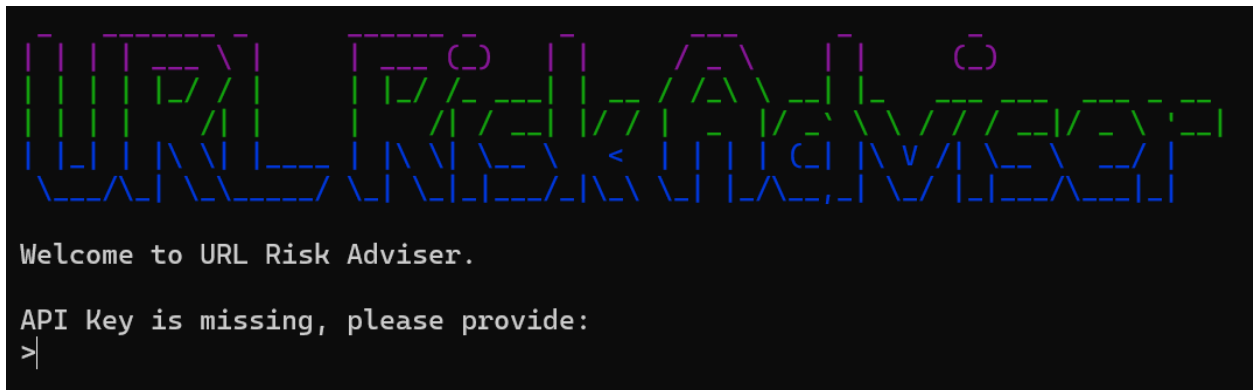 URL Risk Adviser
Welcome to URL Risk Adviser.
API Key is missing, please provide:
>